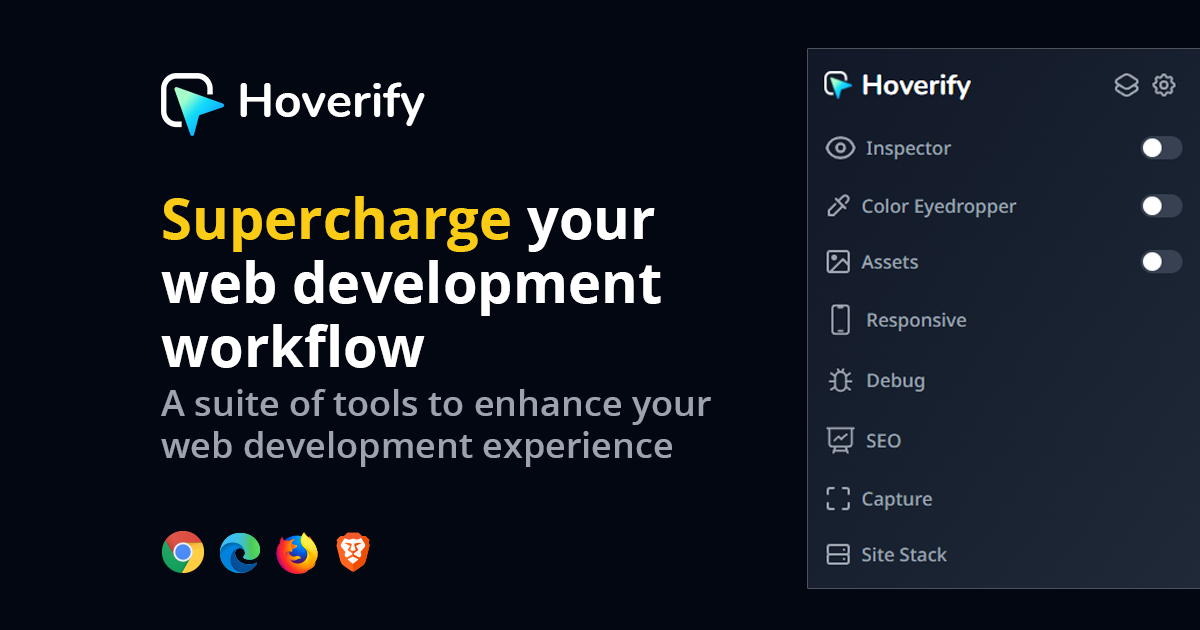 Hoverify
Supercharge your
web development
workflow
A suite of tools to enhance your
web development experience
Hoverify
Inspector
Color Eyedropper
Assets
Responsive
Debug
SEO
Capture
Site Stack